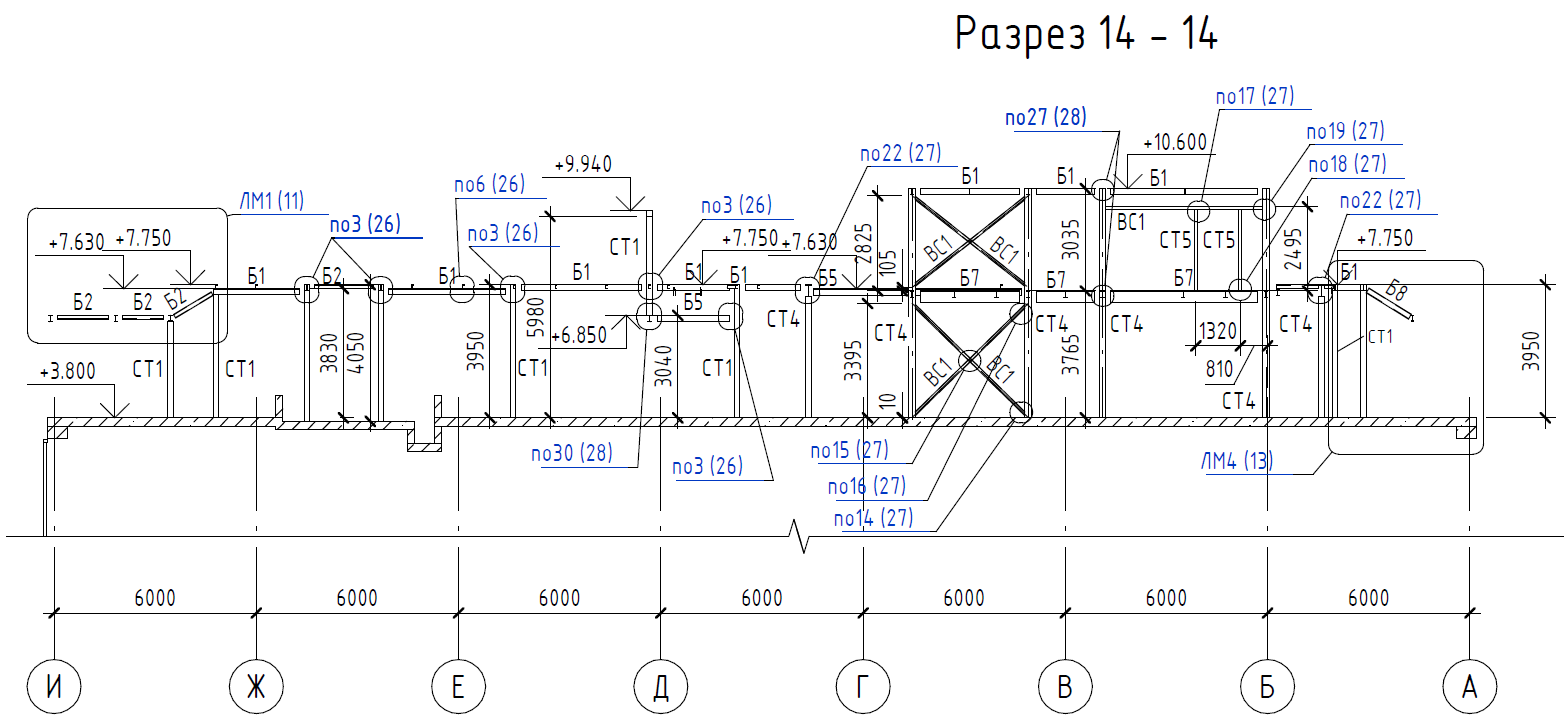 Разрез 14 – 14
по17 (27)
по27 (28)
по19 (27)
+10.600
по22 (27)
+9.940
по18 (27)
Б1
Б1
Б1
по6 (26)
ЛМ1 (11)
по3 (26)
по22 (27)
по3 (26)
по3 (26)
ВС1
+7.630
+7.750
СТ1
+7.750
+7.630
2825
ВС1
ВС1
3035
СТ5
СТ5
2495
+7.750
105
Б1
Б2
Б1
Б1
Б1
Б1
Б5
Б7
Б7
Б7
Б1
Б2
Б2
Б2
Б5
Б8
5980
+6.850
СТ4
СТ4
СТ4
СТ4
СТ4
1320
СТ1
3950
+3.800
СТ1
СТ1
3830
4050
3950
СТ1
3040
СТ1
3395
ВС1
ВС1
3765
810
10
СТ4
по30 (28)
по3 (26)
по15 (27)
ЛМ4 (13)
по16 (27)
по14 (27)
6000
6000
6000
6000
6000
6000
6000
И
Ж
Е
Д
Г
В
Б
А